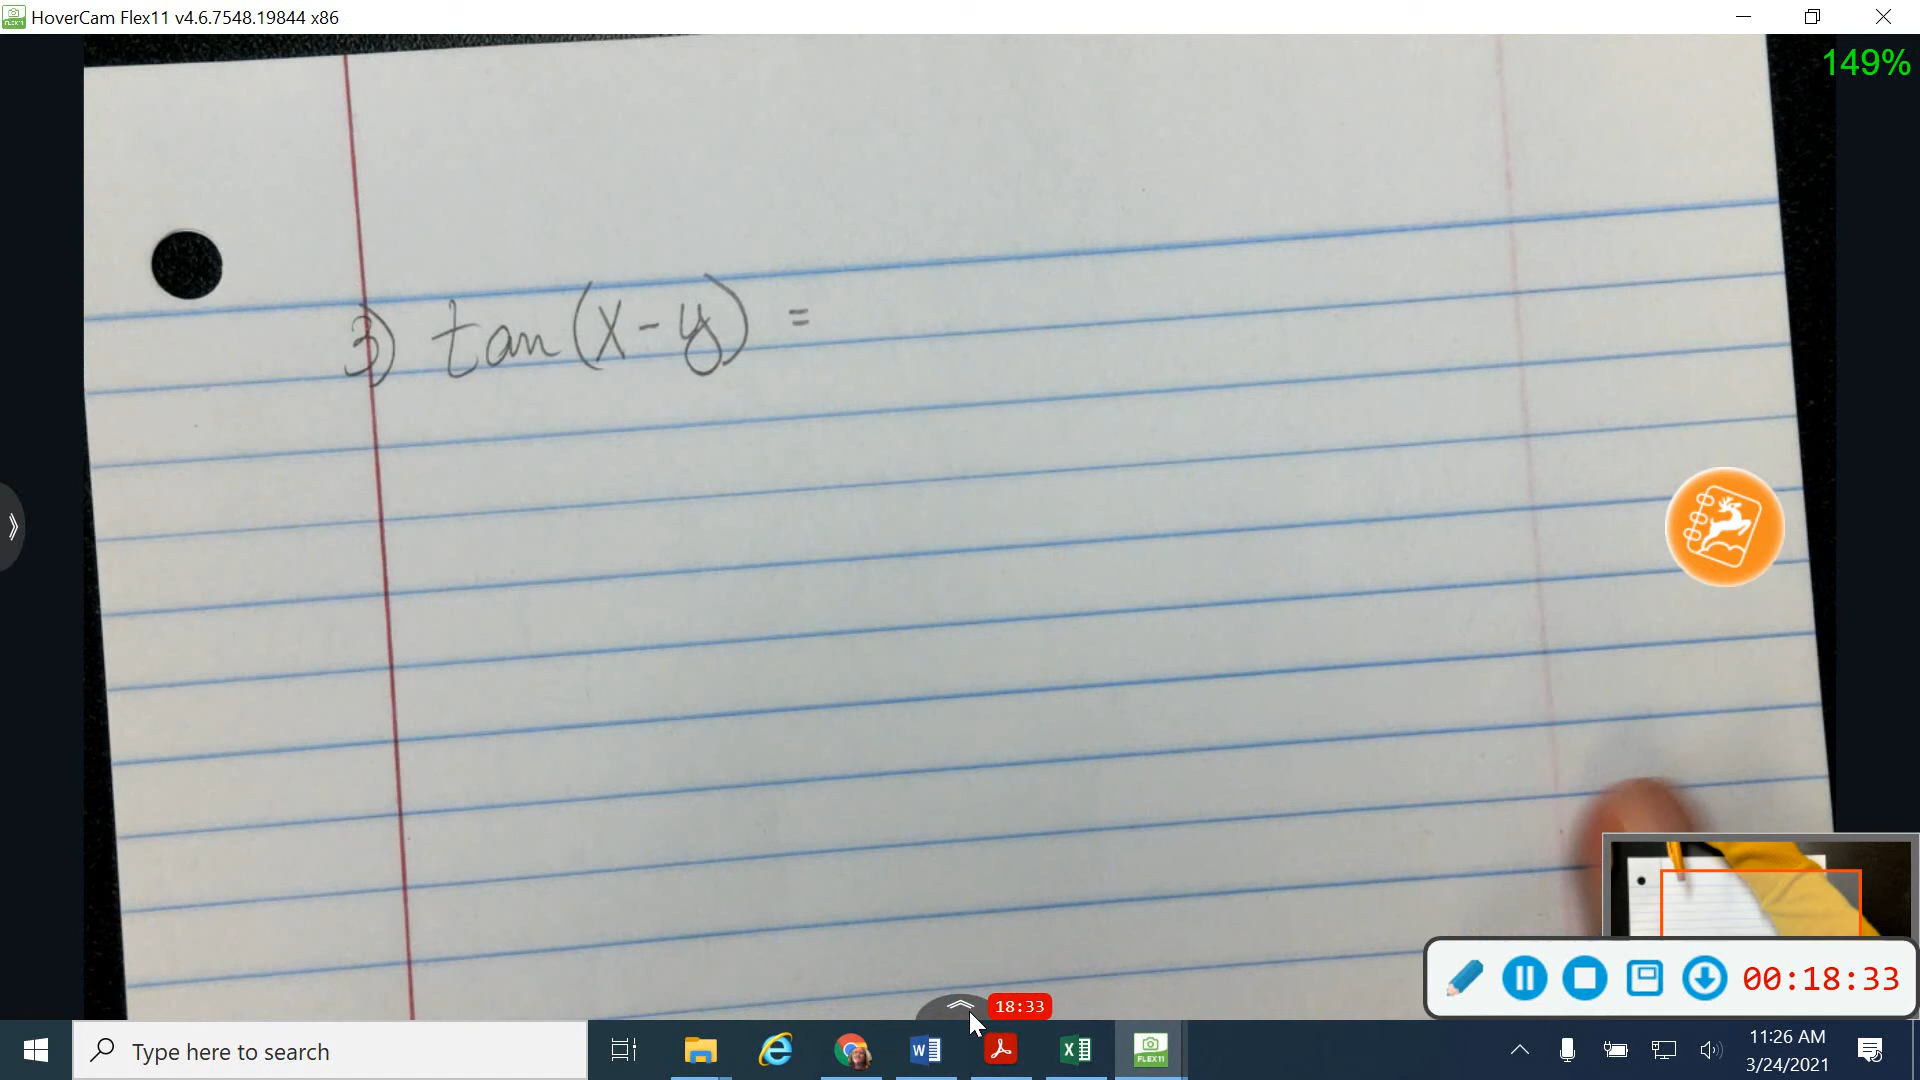 HoverCam Flex11 v4.6.7548.19844 x86
149%
3) tan(x-y) =
00:18:33
18:33
Type here to search
FLEX11
11:26 AM
3/24/2021